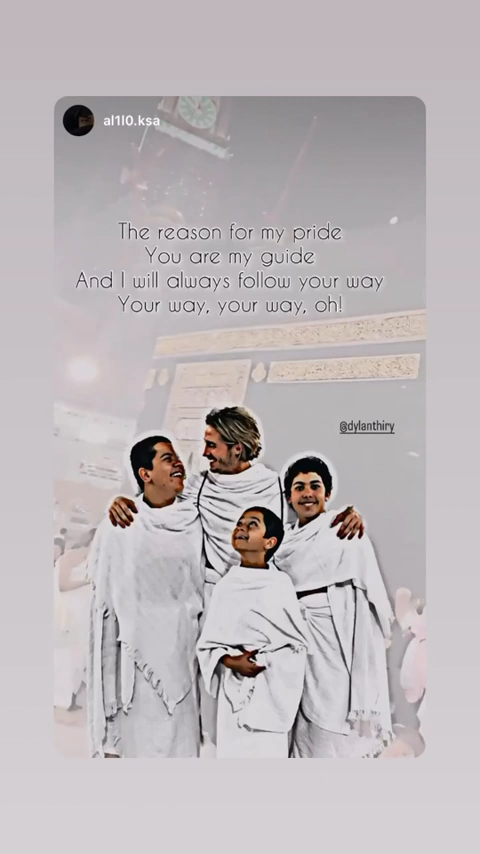 al1l0.ksa
The reason for my pride
You are my guide
And I will always follow your way
Your way, your way, oh!
@dylanthiry